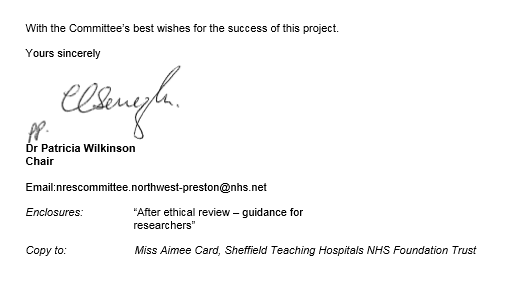 With the Committee's best wishes for the success of this project.
Yours sincerely
pp.
Dr Patricia Wilkinson
Chair
Email:nrescommittee.northwest-preston@nhs.net
Enclosures: “After ethical review – guidance for
researchers”
Copy to: Miss Aimee Card, Sheffield Teaching Hospitals NHS Foundation Trust